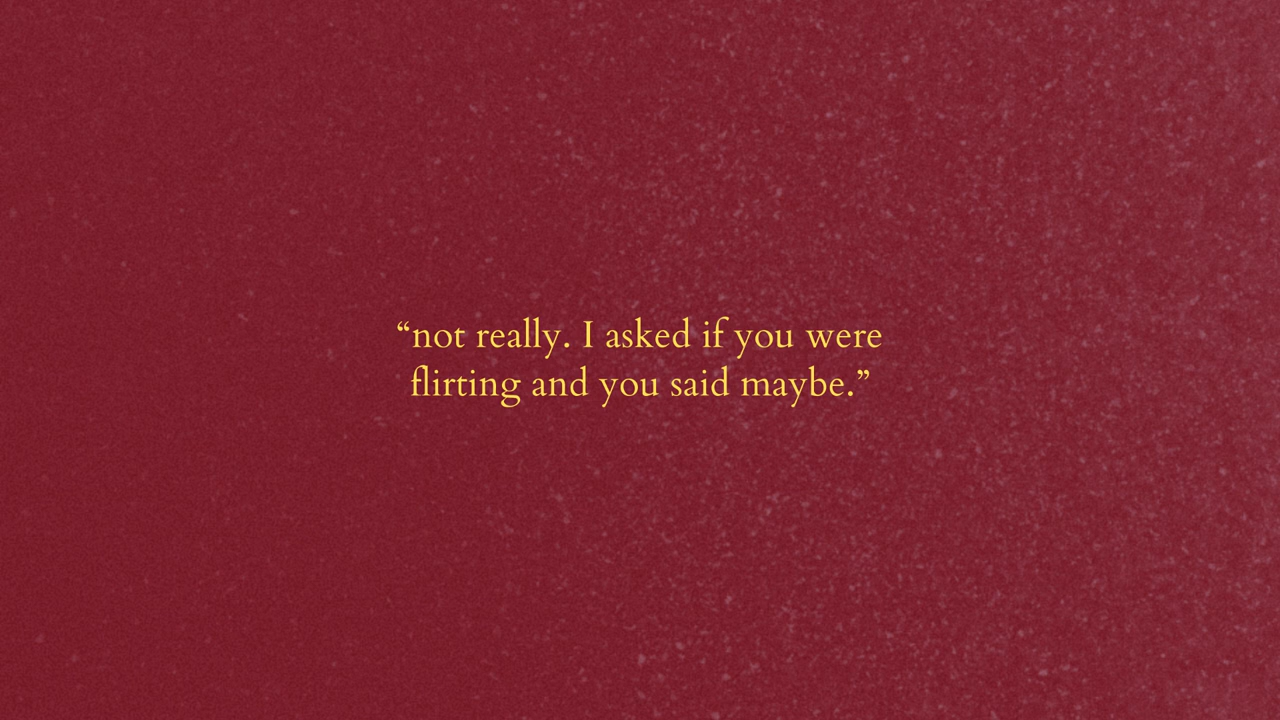 “not really. I asked if you were
flirting and you said maybe.”